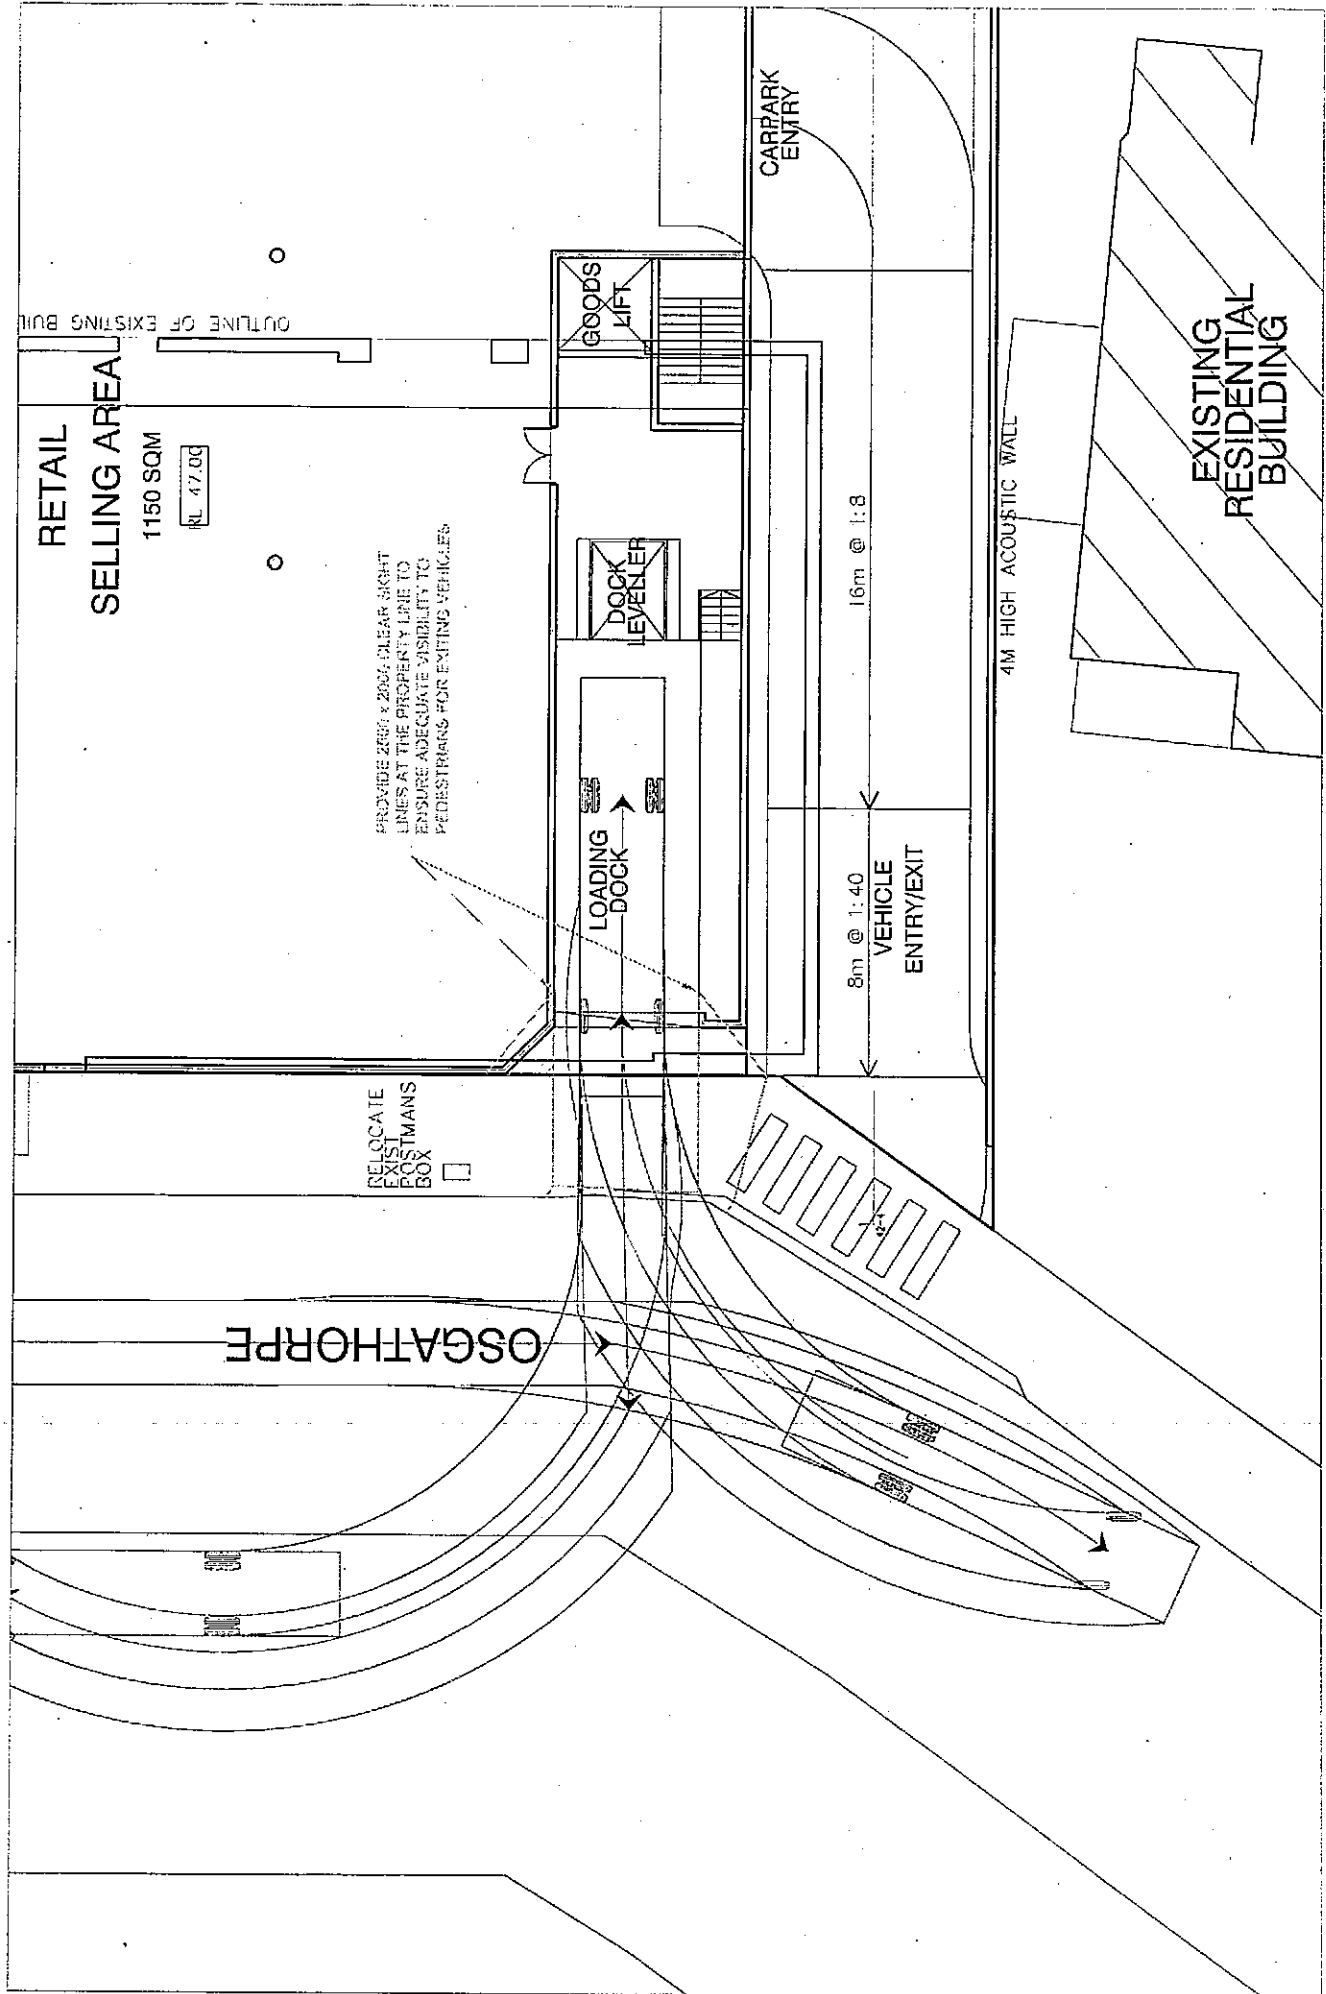 RETAIL
SELLING AREA
1150 SQM
RL 47.00
OUTLINE OF EXISTING BUIL
PROVIDE CLEAR SIGHT
LINES AT THE PROPERTY LINE TO
ENSURE ADEQUATE VISIBILITY TO
PEDESTRIANS FOR EXITING VEHICLES
GOODS
LIFT
DOCK
LEVELLER
LOADING
DOCK
CARPARK
ENTRY
16m @ 1:8
8m @ 1:40
VEHICLE
ENTRY/EXIT
4M HIGH ACOUSTIC WALL
EXISTING
RESIDENTIAL
BUILDING
RELOCATE
EXIST
POSTMANS
BOX
OSGATHORPE